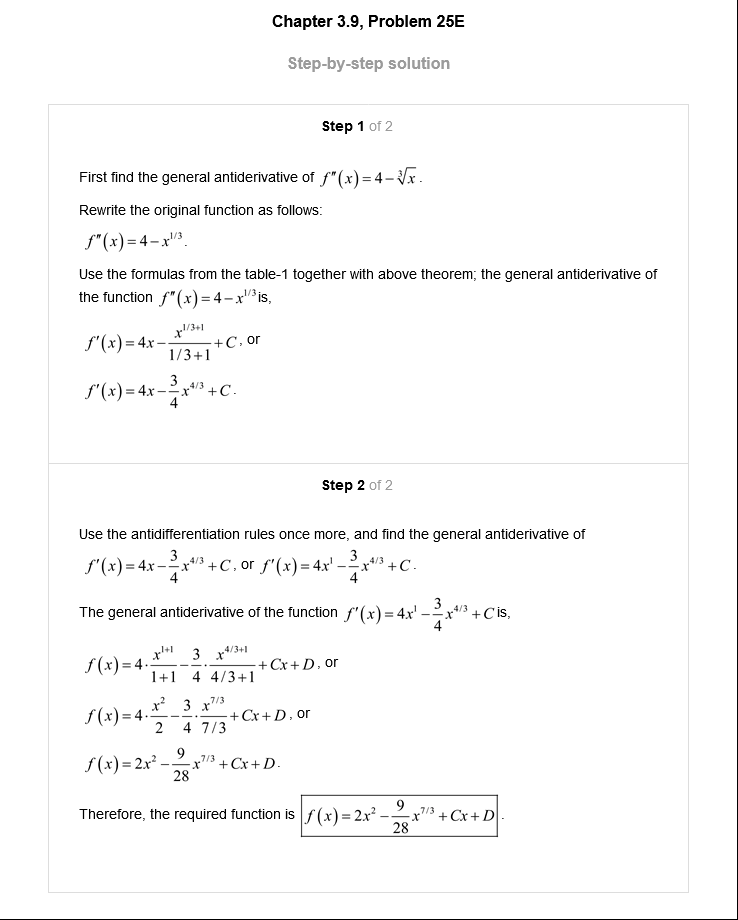 Chapter 3.9, Problem 25E
Step-by-step solution
Step 1 of 2
First find the general antiderivative of f″(x) = 4 − ∛x.
Rewrite the original function as follows:
f″(x) = 4 − x^{1/3}.
Use the formulas from the table-1 together with above theorem; the general antiderivative of
the function f″(x) = 4 − x^{1/3} is,
f′(x) = 4x − \frac{x^{1/3+1}}{1/3+1} + C, or
f′(x) = 4x − \frac{3}{4}x^{4/3} + C.
Step 2 of 2
Use the antidifferentiation rules once more, and find the general antiderivative of
f′(x) = 4x − \frac{3}{4}x^{4/3} + C, or f′(x) = 4x^{1} − \frac{3}{4}x^{4/3} + C.
The general antiderivative of the function f′(x) = 4x^{1} − \frac{3}{4}x^{4/3} + C is,
f(x) = 4·\frac{x^{1+1}}{1+1} − \frac{3}{4}·\frac{x^{4/3+1}}{4/3+1} + Cx + D, or
f(x) = 4·\frac{x^{2}}{2} − \frac{3}{4}·\frac{x^{7/3}}{7/3} + Cx + D, or
f(x) = 2x^{2} − \frac{9}{28}x^{7/3} + Cx + D.
Therefore, the required function is f(x) = 2x^{2} − \frac{9}{28}x^{7/3} + Cx + D.